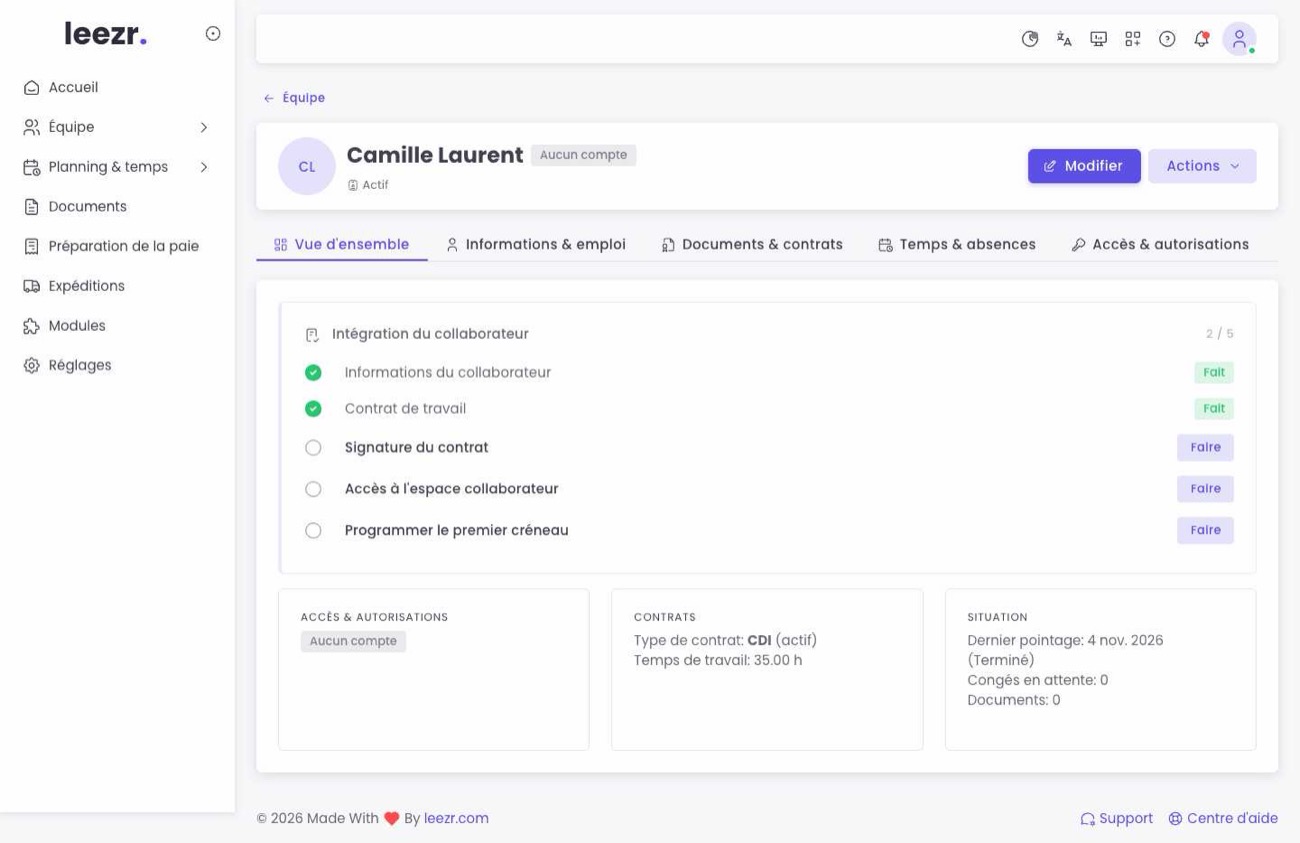 leezr.
Accueil
Équipe
Planning & temps
Documents
Préparation de la paie
Expéditions
Modules
Réglages
← Équipe
CL
Camille Laurent
Aucun compte
Actif
Modifier
Actions
Vue d'ensemble
Informations & emploi
Documents & contrats
Temps & absences
Accès & autorisations
Intégration du collaborateur
2 / 5
Informations du collaborateur
Fait
Contrat de travail
Fait
Signature du contrat
Faire
Accès à l'espace collaborateur
Faire
Programmer le premier créneau
Faire
ACCÈS & AUTORISATIONS
Aucun compte
CONTRATS
Type de contrat: CDI (actif)
Temps de travail: 35.00 h
SITUATION
Dernier pointage: 4 nov. 2026
(Terminé)
Congés en attente: 0
Documents: 0
© 2026 Made With ❤ By leezr.com
Support
Centre d'aide